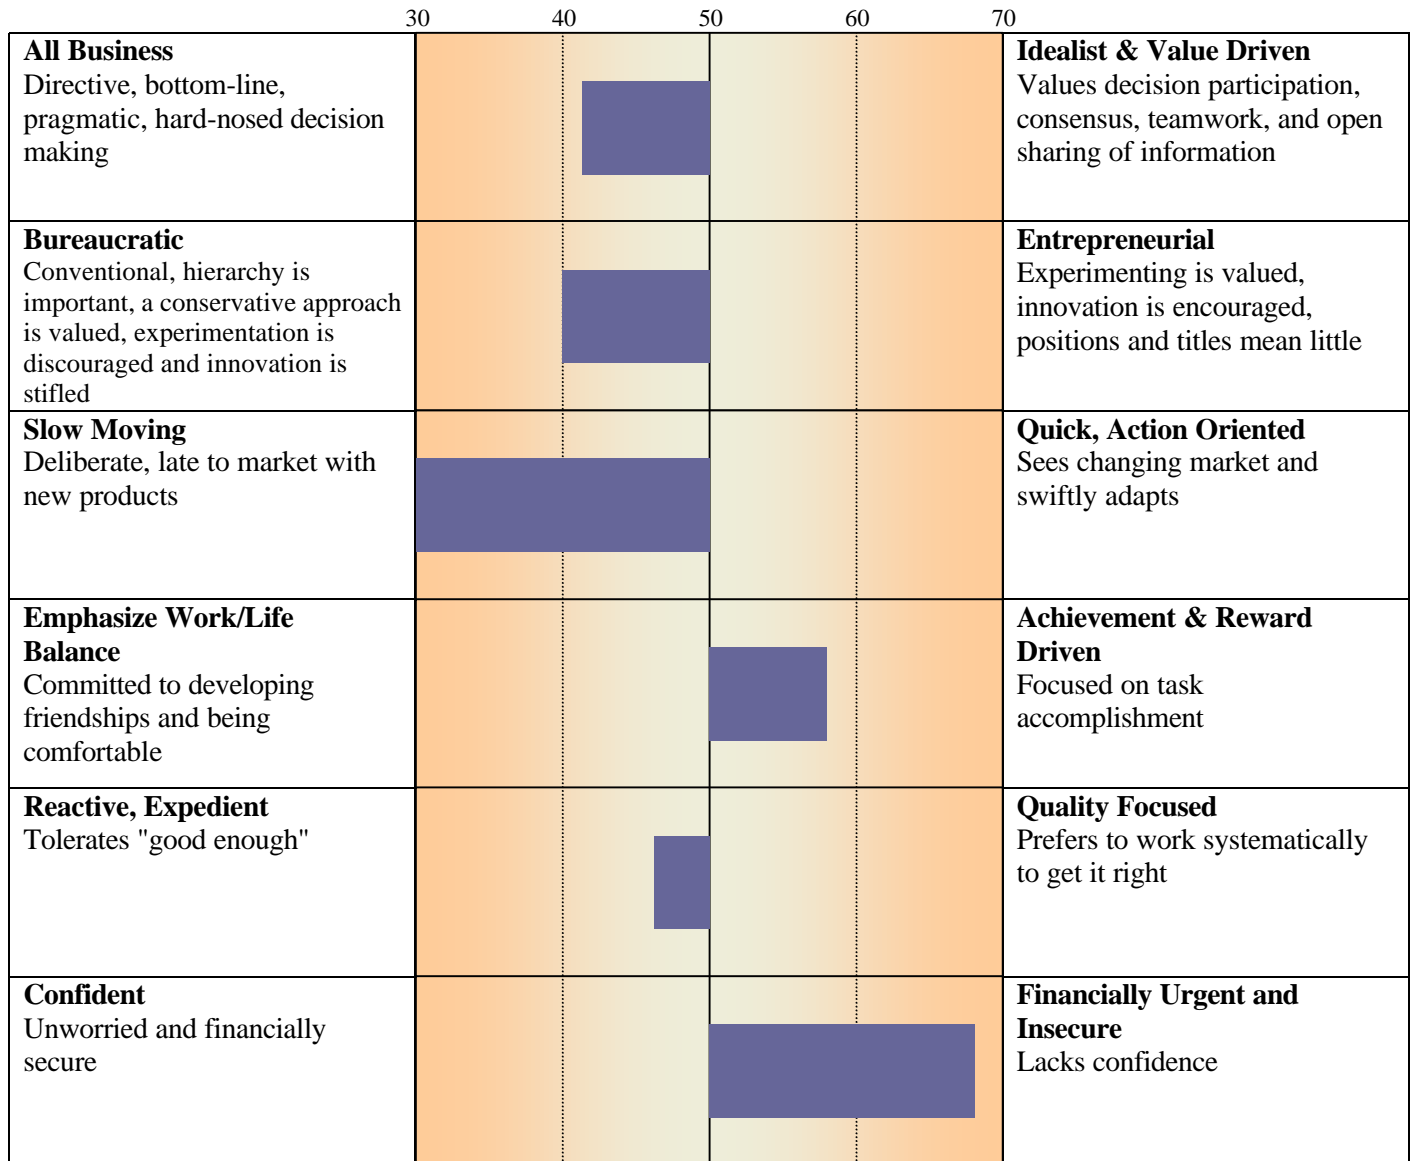 30 40 50 60 70
All Business
Directive, bottom-line,
pragmatic, hard-nosed decision
making
Idealist & Value Driven
Values decision participation,
consensus, teamwork, and open
sharing of information
Bureaucratic
Conventional, hierarchy is
important, a conservative approach
is valued, experimentation is
discouraged and innovation is
stifled
Entrepreneurial
Experimenting is valued,
innovation is encouraged,
positions and titles mean little
Slow Moving
Deliberate, late to market with
new products
Quick, Action Oriented
Sees changing market and
swiftly adapts
Emphasize Work/Life
Balance
Committed to developing
friendships and being
comfortable
Achievement & Reward
Driven
Focused on task
accomplishment
Reactive, Expedient
Tolerates "good enough"
Quality Focused
Prefers to work systematically
to get it right
Confident
Unworried and financially
secure
Financially Urgent and
Insecure
Lacks confidence